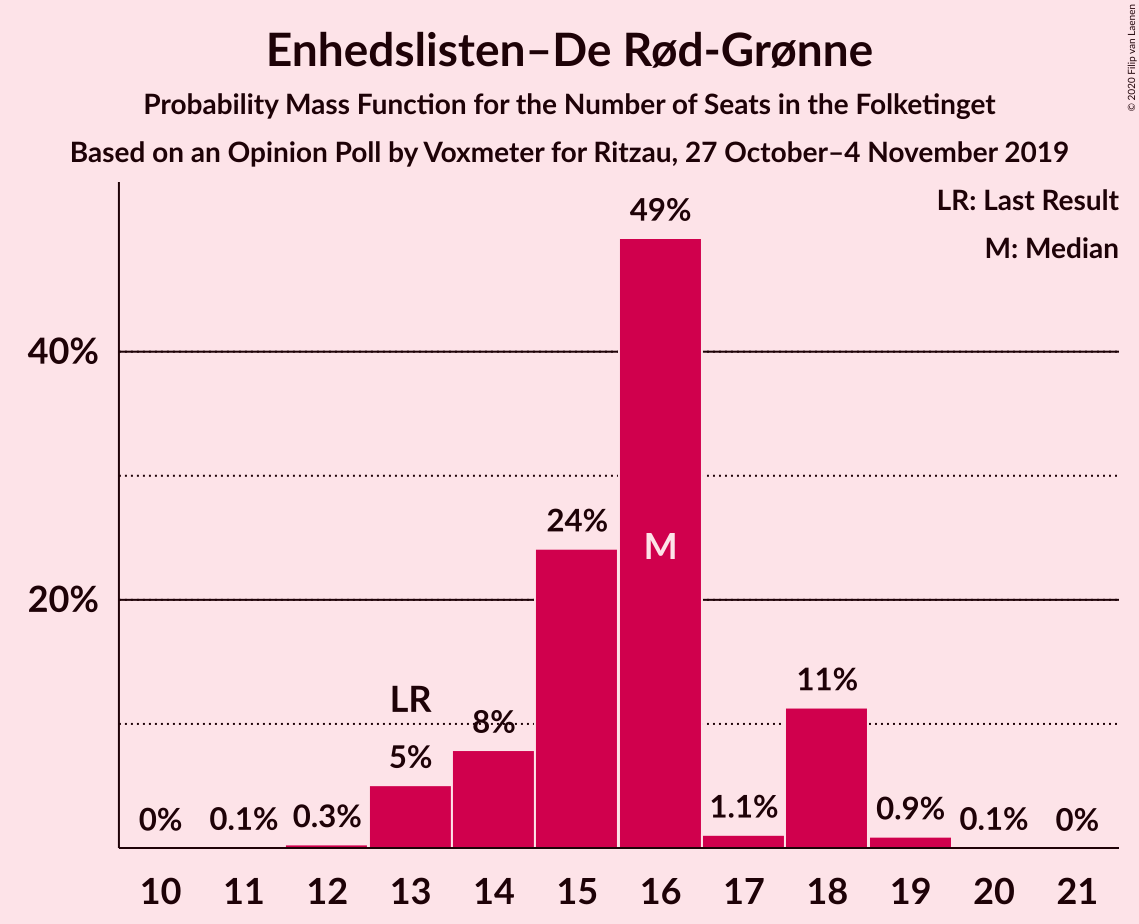 Enhedslisten–De Rød-Grønne
Probability Mass Function for the Number of Seats in the Folketinget
Based on an Opinion Poll by Voxmeter for Ritzau, 27 October–4 November 2019
© 2020 Filip van Laenen
LR: Last Result
M: Median
49%
40%
24%
M
20%
11%
LR
8%
5%
0%
0.1%
0.3%
1.1%
0.9%
0.1%
0%
10 11 12 13 14 15 16 17 18 19 20 21